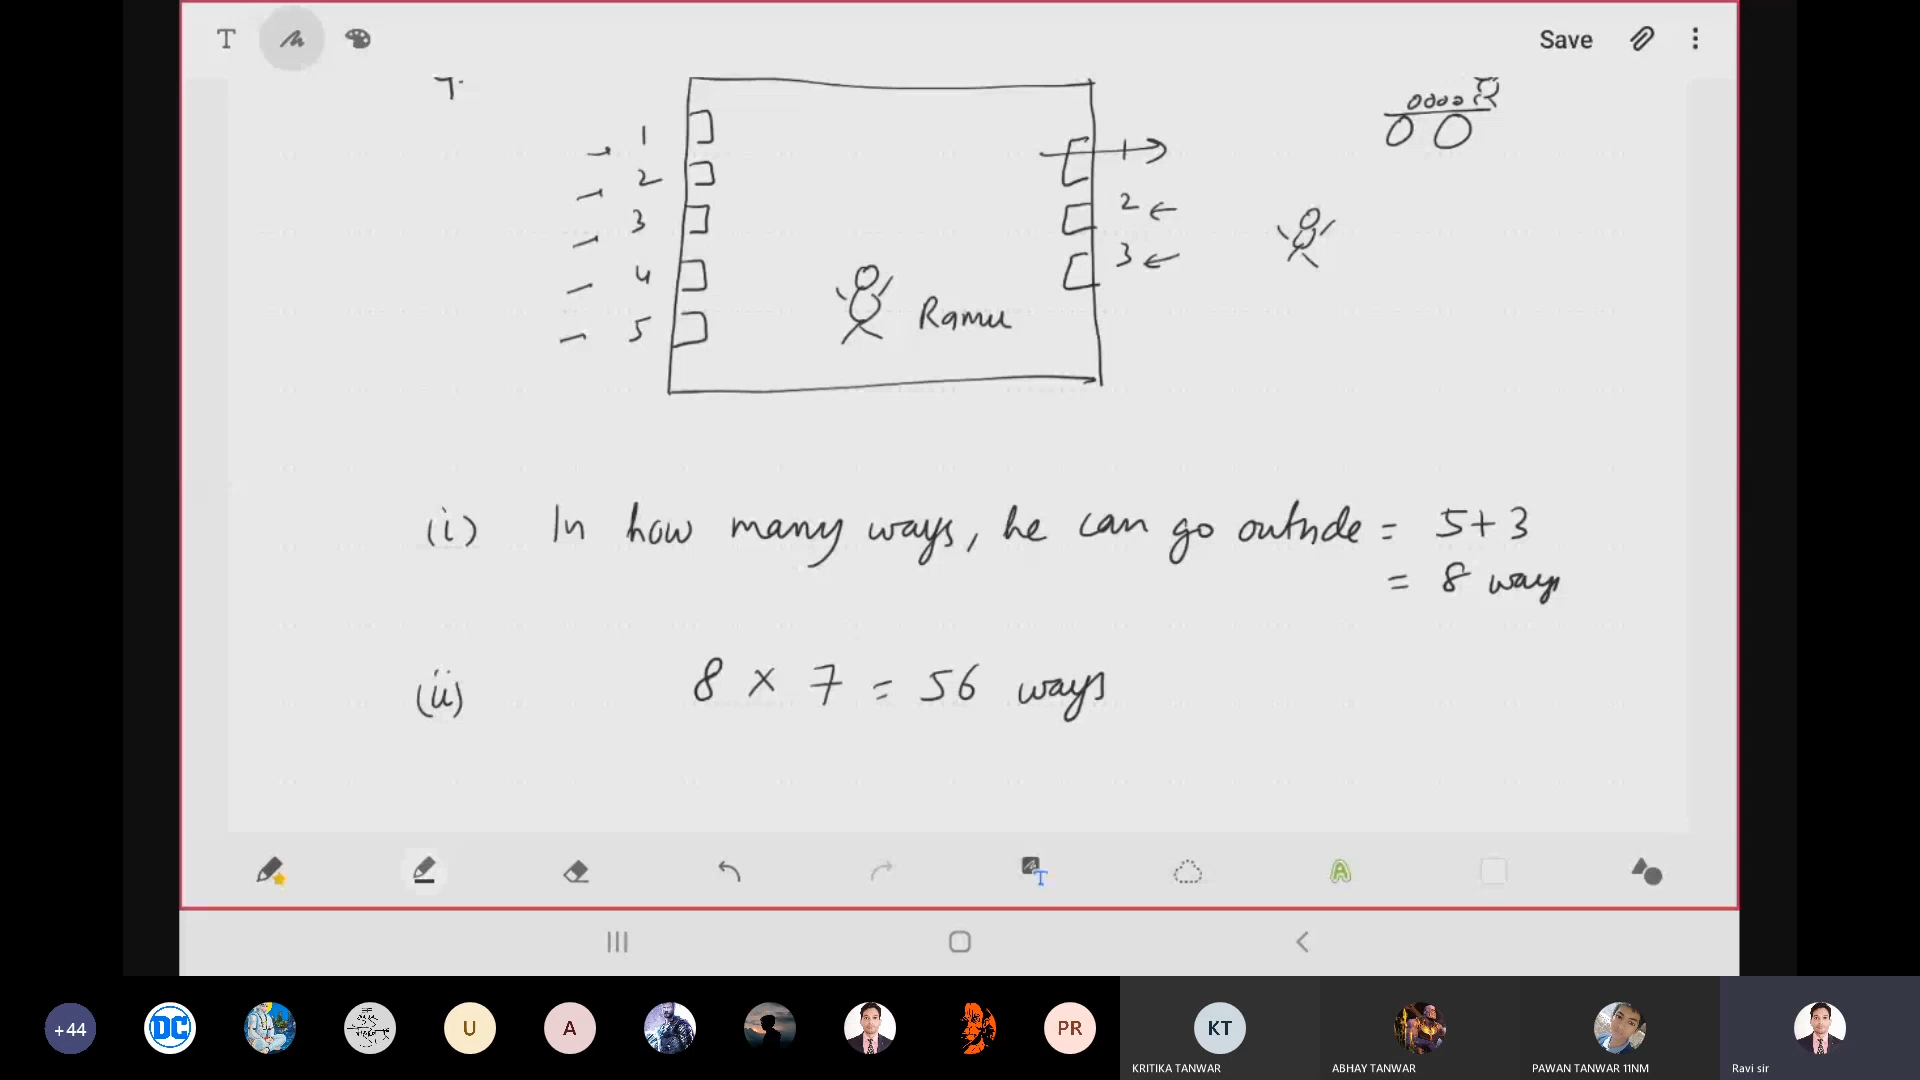 T Save
1
2
3
4
5
Ramu
1
2
3
(i) In how many ways, he can go outside = 5+3
= 8 ways
(ii) 8 x 7 = 56 ways
T
A
+44 DC U A PR KT
KRITIKA TANWAR ABHAY TANWAR PAWAN TANWAR 11NM Ravi sir